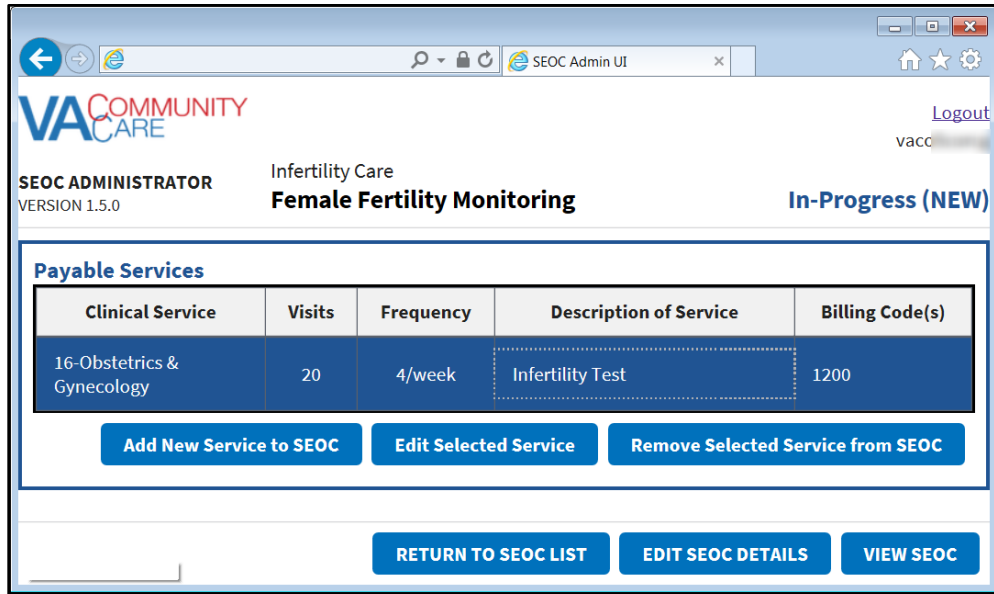 SEOC Admin UI
VA COMMUNITY
CARE
Logout
vacc
SEOC ADMINISTRATOR
VERSION 1.5.0
Infertility Care
Female Fertility Monitoring
In-Progress (NEW)
Payable Services
Clinical Service Visits Frequency Description of Service Billing Code(s)
16-Obstetrics &
Gynecology 20 4/week Infertility Test 1200
Add New Service to SEOC Edit Selected Service Remove Selected Service from SEOC
RETURN TO SEOC LIST EDIT SEOC DETAILS VIEW SEOC